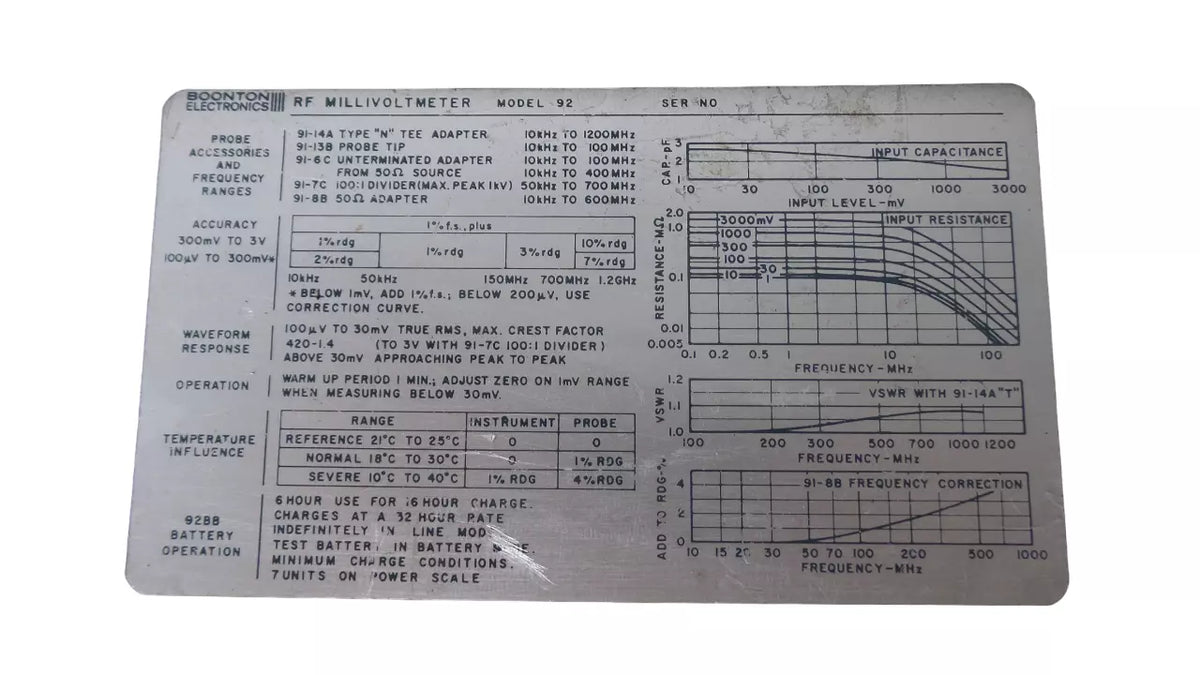 BOONTON
ELECTRONICS
RF MILLIVOLTMETER MODEL 92 SER NO
PROBE
ACCESSORIES
AND
FREQUENCY
RANGES
91-14A TYPE "N" TEE ADAPTER 10kHz TO 1200MHz
91-13B PROBE TIP 10kHz TO 100MHz
91-6C UNTERMINATED ADAPTER 10kHz TO 100MHz
FROM 50Ω SOURCE 10kHz TO 400MHz
91-7C 100:1 DIVIDER(MAX. PEAK 1kV) 50kHz TO 700MHz
91-8B 50Ω ADAPTER 10kHz TO 600MHz
ACCURACY
300mV TO 3V
100µV TO 300mV*
1% f.s., plus
1% rdg
2% rdg
1% rdg
3% rdg
10% rdg
7% rdg
10kHz 50kHz 150MHz 700MHz 1.2GHz
* BELOW 1mV, ADD 1% f.s.; BELOW 200µV, USE
CORRECTION CURVE.
WAVEFORM
RESPONSE
100µV TO 30mV TRUE RMS, MAX. CREST FACTOR
420-1.4 (TO 3V WITH 91-7C 100:1 DIVIDER)
ABOVE 30mV APPROACHING PEAK TO PEAK
OPERATION
WARM UP PERIOD 1 MIN.; ADJUST ZERO ON 1mV RANGE
WHEN MEASURING BELOW 30mV.
TEMPERATURE
INFLUENCE
RANGE INSTRUMENT PROBE
REFERENCE 21°C TO 25°C 0 0
NORMAL 18°C TO 30°C 0 1% RDG
SEVERE 10°C TO 40°C 1% RDG 4% RDG
92BB
BATTERY
OPERATION
6 HOUR USE FOR 16 HOUR CHARGE.
CHARGES AT A 32 HOUR RATE
INDEFINITELY IN LINE MOD
TEST BATTER IN BATTERY
MINIMUM CHARGE CONDITIONS.
7 UNITS ON POWER SCALE
CAP.-pF
3
2
1
INPUT CAPACITANCE
10 30 100 300 1000 3000
INPUT LEVEL-mV
RESISTANCE-MΩ
2.0
1.0
0.1
0.01
0.005
INPUT RESISTANCE
3000mV
1000
300
100
30
10
1
0.1 0.2 0.5 1 10 100
FREQUENCY-MHz
VSWR
1.2
1.1
1.0
VSWR WITH 91-14A "T"
100 200 300 500 700 1000 1200
FREQUENCY-MHz
ADD TO RDG-%
4
2
0
91-8B FREQUENCY CORRECTION
10 15 20 30 50 70 100 200 500 1000
FREQUENCY-MHz